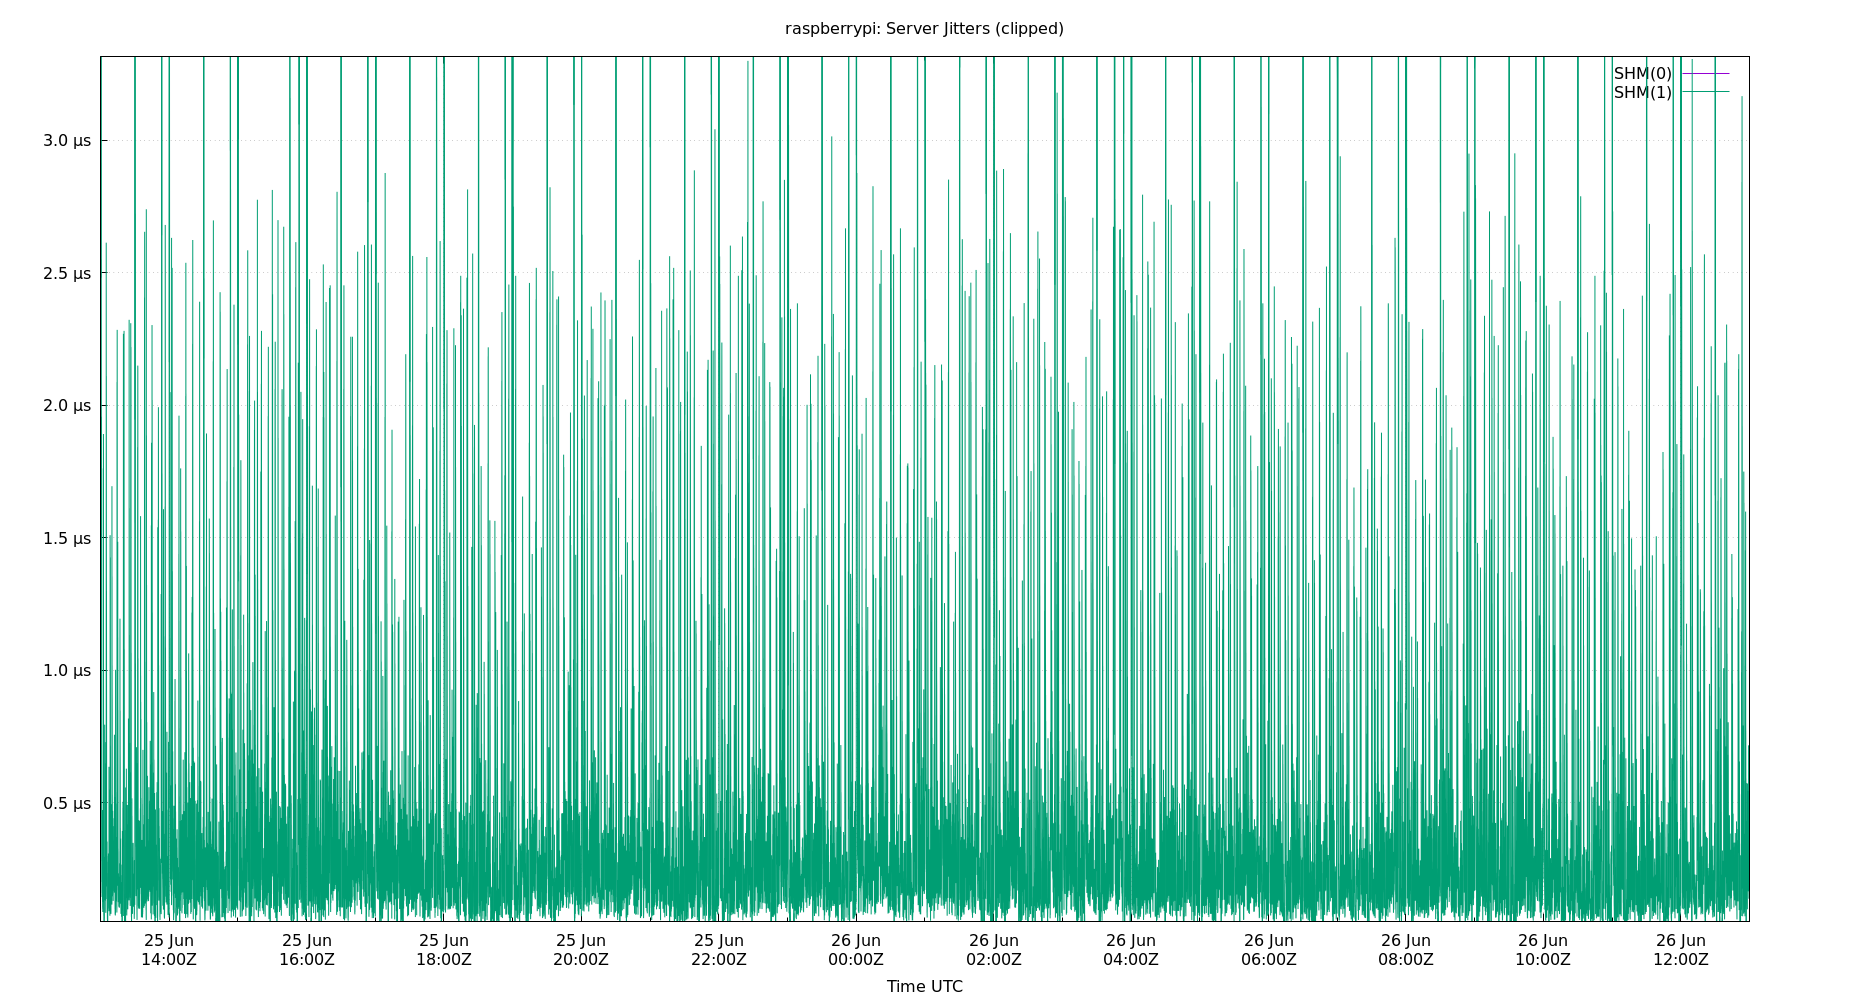 raspberrypi: Server Jitters (clipped)
SHM(0)
SHM(1)
3.0 µs
2.5 µs
2.0 µs
1.5 µs
1.0 µs
0.5 µs
25 Jun 25 Jun 25 Jun 25 Jun 25 Jun 26 Jun 26 Jun 26 Jun 26 Jun 26 Jun 26 Jun 26 Jun
14:00Z 16:00Z 18:00Z 20:00Z 22:00Z 00:00Z 02:00Z 04:00Z 06:00Z 08:00Z 10:00Z 12:00Z
Time UTC